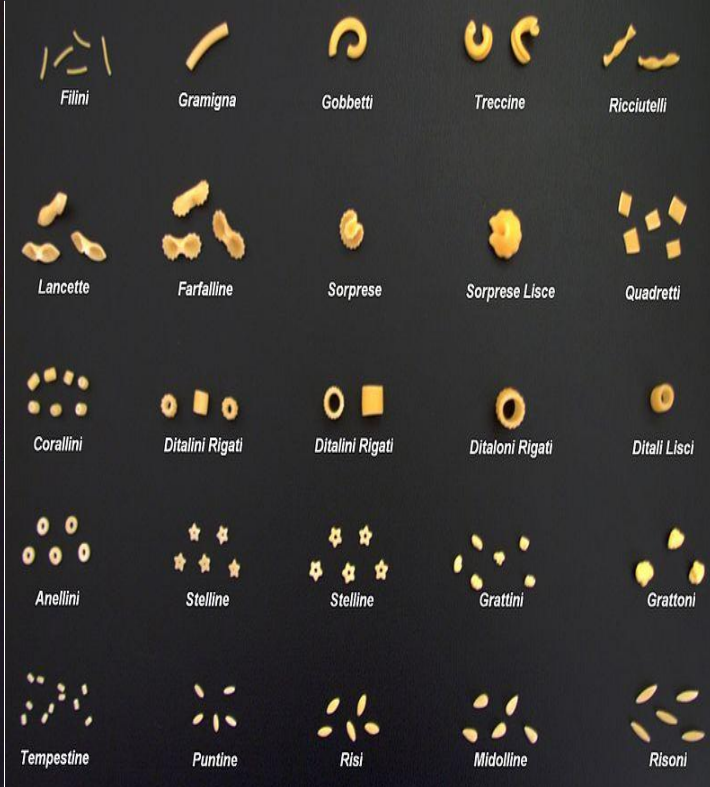 Filini
Gramigna
Gobbetti
Treccine
Ricciutelli
Lancette
Farfalline
Sorprese
Sorprese Lisce
Quadretti
Corallini
Ditalini Rigati
Ditalini Rigati
Ditaloni Rigati
Ditali Lisci
Anellini
Stelline
Stelline
Grattini
Grattoni
Tempestine
Puntine
Risi
Midolline
Risoni